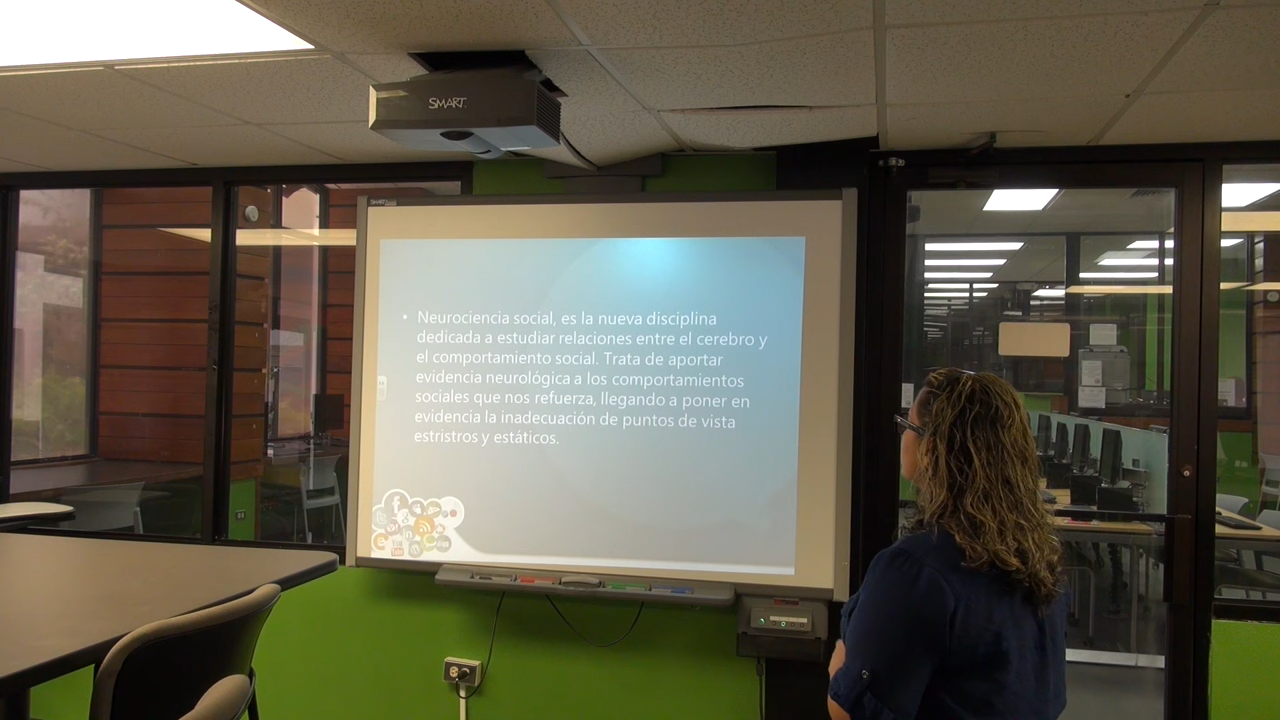 SMART
SMART
• Neurociencia social, es la nueva disciplina
dedicada a estudiar relaciones entre el cerebro y
el comportamiento social. Trata de aportar
evidencia neurológica a los comportamientos
sociales que nos refuerza, llegando a poner en
evidencia la inadecuación de puntos de vista
estristros y estáticos.